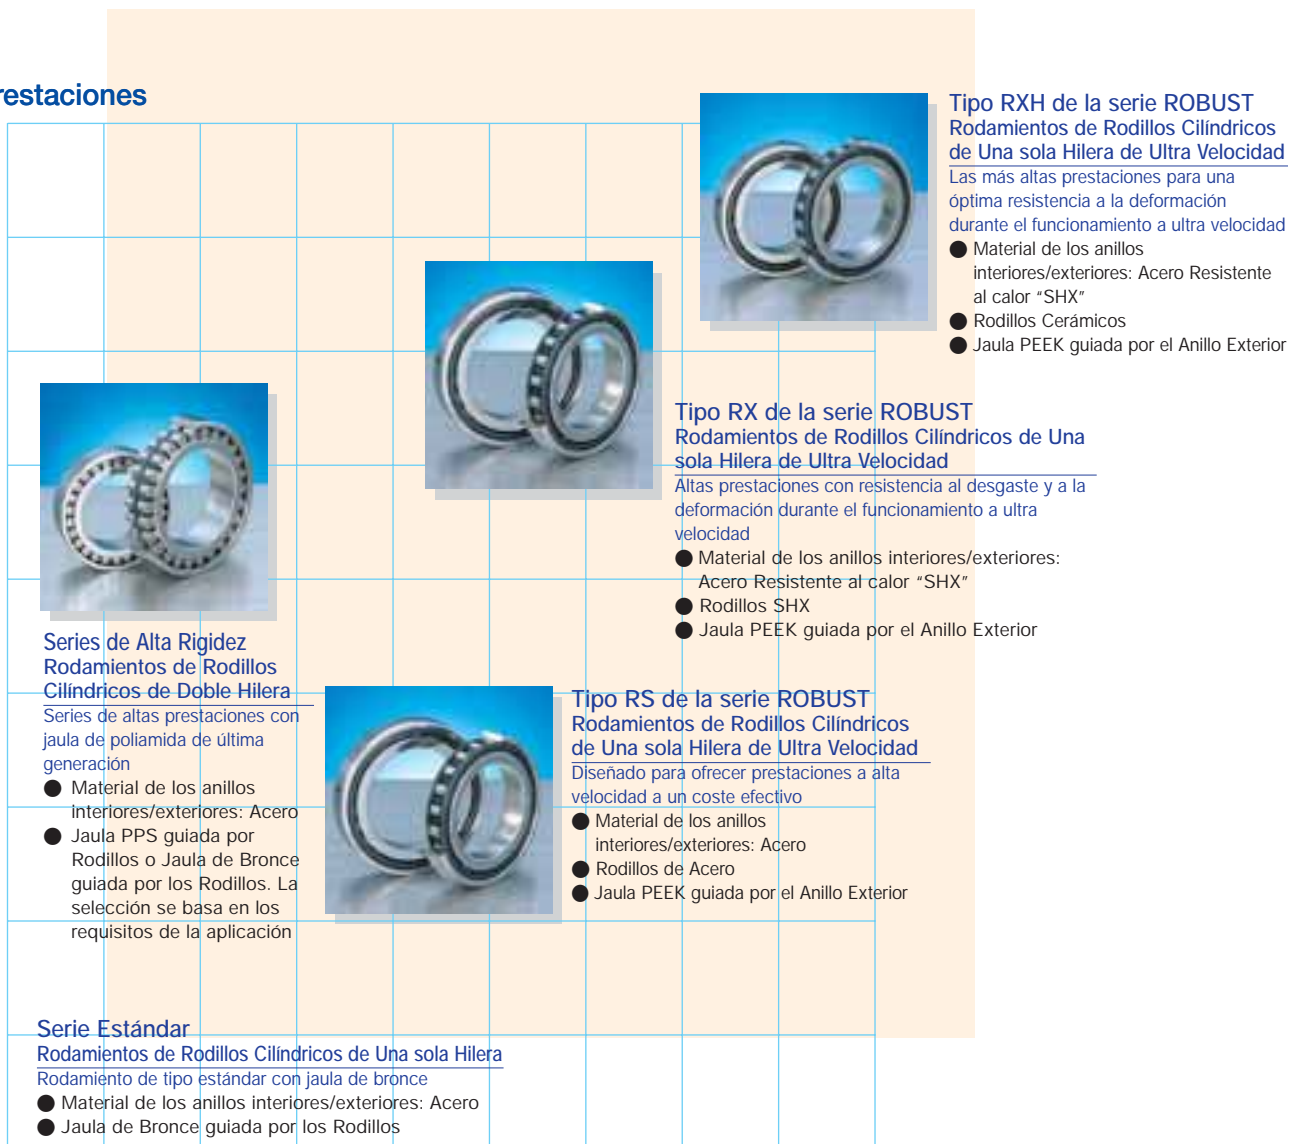 restaciones
Tipo RXH de la serie ROBUST
Rodamientos de Rodillos Cilíndricos
de Una sola Hilera de Ultra Velocidad
Las más altas prestaciones para una
óptima resistencia a la deformación
durante el funcionamiento a ultra velocidad
● Material de los anillos
interiores/exteriores: Acero Resistente
al calor “SHX”
● Rodillos Cerámicos
● Jaula PEEK guiada por el Anillo Exterior
Tipo RX de la serie ROBUST
Rodamientos de Rodillos Cilíndricos de Una
sola Hilera de Ultra Velocidad
Altas prestaciones con resistencia al desgaste y a la
deformación durante el funcionamiento a ultra
velocidad
● Material de los anillos interiores/exteriores:
Acero Resistente al calor “SHX”
● Rodillos SHX
● Jaula PEEK guiada por el Anillo Exterior
Series de Alta Rigidez
Rodamientos de Rodillos
Cilíndricos de Doble Hilera
Series de altas prestaciones con
jaula de poliamida de última
generación
● Material de los anillos
interiores/exteriores: Acero
● Jaula PPS guiada por
Rodillos o Jaula de Bronce
guiada por los Rodillos. La
selección se basa en los
requisitos de la aplicación
Tipo RS de la serie ROBUST
Rodamientos de Rodillos Cilíndricos
de Una sola Hilera de Ultra Velocidad
Diseñado para ofrecer prestaciones a alta
velocidad a un coste efectivo
● Material de los anillos
interiores/exteriores: Acero
● Rodillos de Acero
● Jaula PEEK guiada por el Anillo Exterior
Serie Estándar
Rodamientos de Rodillos Cilíndricos de Una sola Hilera
Rodamiento de tipo estándar con jaula de bronce
● Material de los anillos interiores/exteriores: Acero
● Jaula de Bronce guiada por los Rodillos